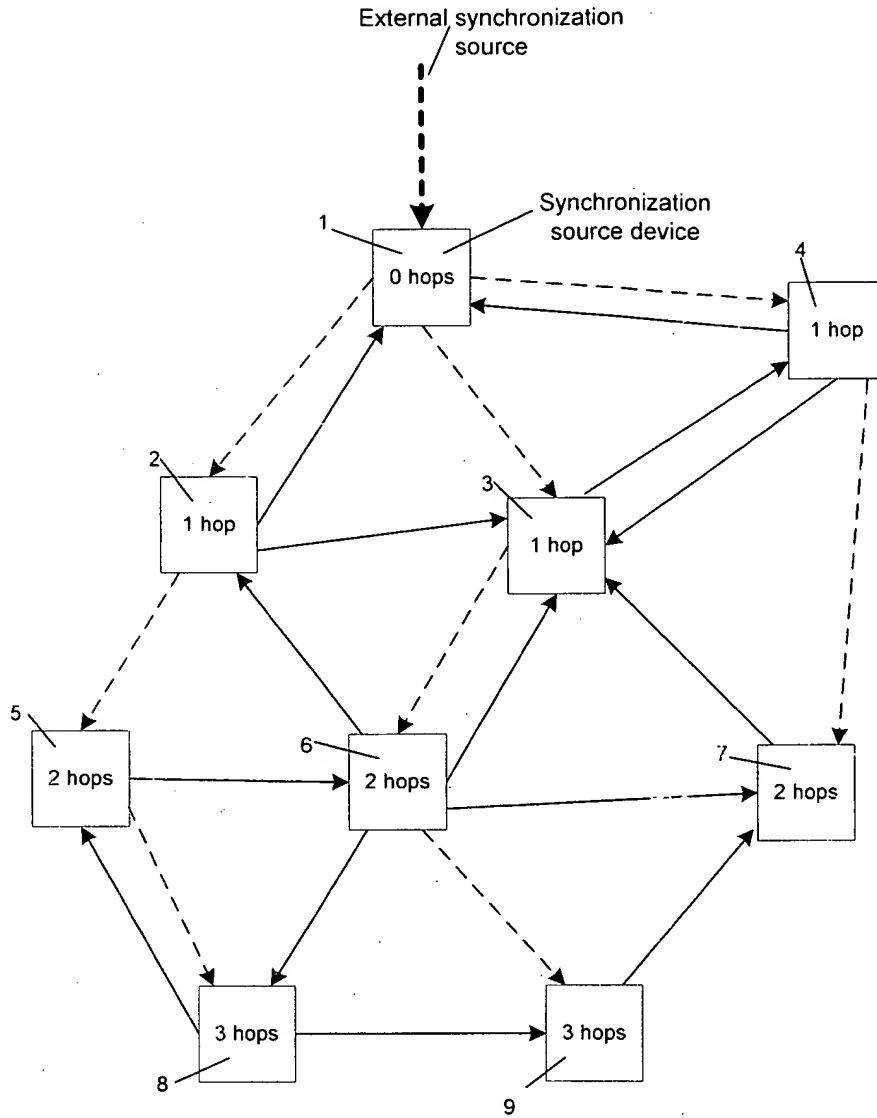 External synchronization
source
Synchronization
source device
1
0 hops
4
1 hop
2
1 hop
3
1 hop
5
2 hops
6
2 hops
7
2 hops
3 hops
8
3 hops
9